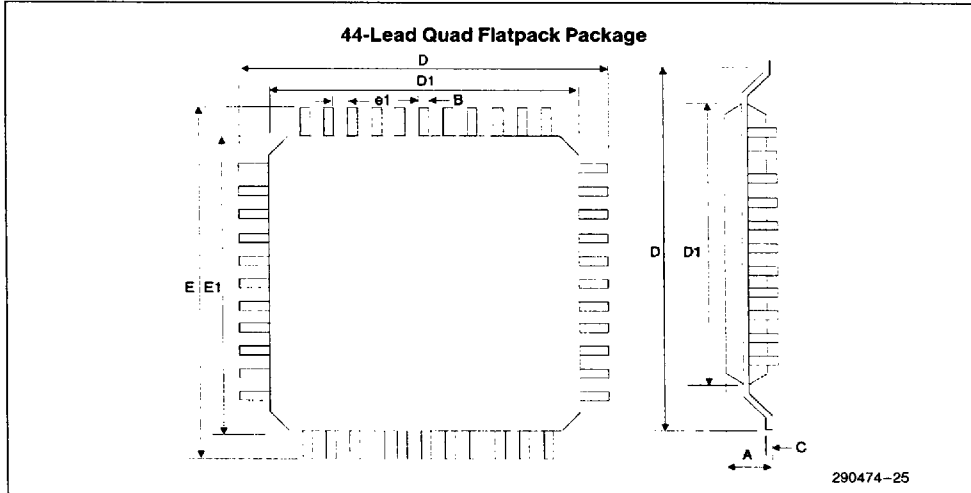 44-Lead Quad Flatpack Package
D
D1
e1 B
E E1
D D1
A C
290474-25